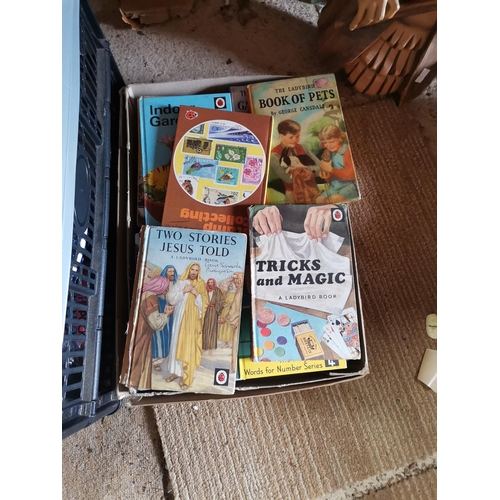 Indoor
Gar
THE LADYBIRD
BOOK OF PETS
By GEORGE CANSDALE
stamp
collecting
TWO STORIES
JESUS TOLD
A LADYBIRD BOOK
TRICKS
and MAGIC
A LADYBIRD BOOK
Words for Number Series 4